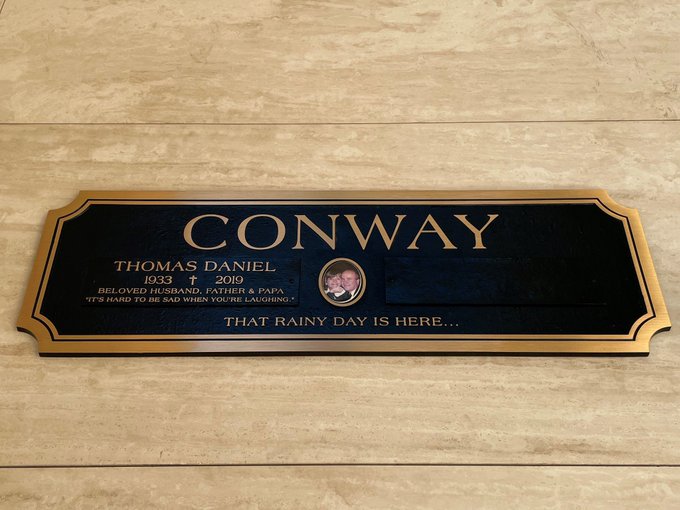 CONWAY
THOMAS DANIEL
1933 † 2019
BELOVED HUSBAND, FATHER & PAPA
"IT'S HARD TO BE SAD WHEN YOU'RE LAUGHING."
THAT RAINY DAY IS HERE...